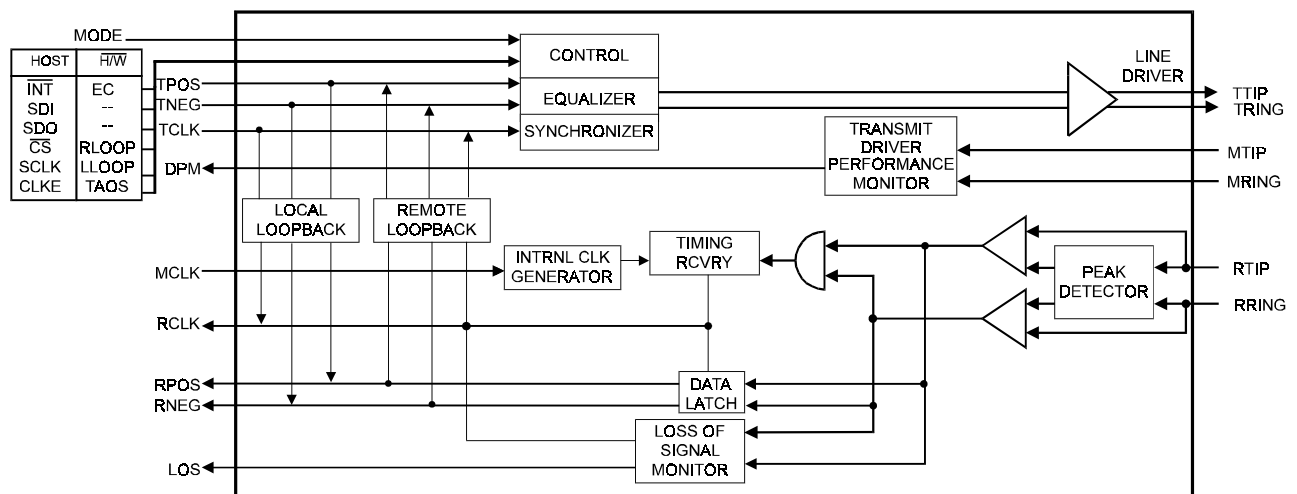 MODE
HOST H/W
INT EC
SDI --
SDO --
CS RLOOP
SCLK LLOOP
CLKE TAOS
TPOS
TNEG
TCLK
DPM
CONTROL
EQUALIZER
SYNCHRONIZER
LINE
DRIVER
TTIP
TRING
TRANSMIT
DRIVER
PERFORMANCE
MONITOR
MTIP
MRING
LOCAL
LOOPBACK
REMOTE
LOOPBACK
MCLK
INTRNL CLK
GENERATOR
TIMING
RCVRY
PEAK
DETECTOR
RTIP
RRING
RCLK
RPOS
RNEG
DATA
LATCH
LOSS OF
SIGNAL
MONITOR
LOS